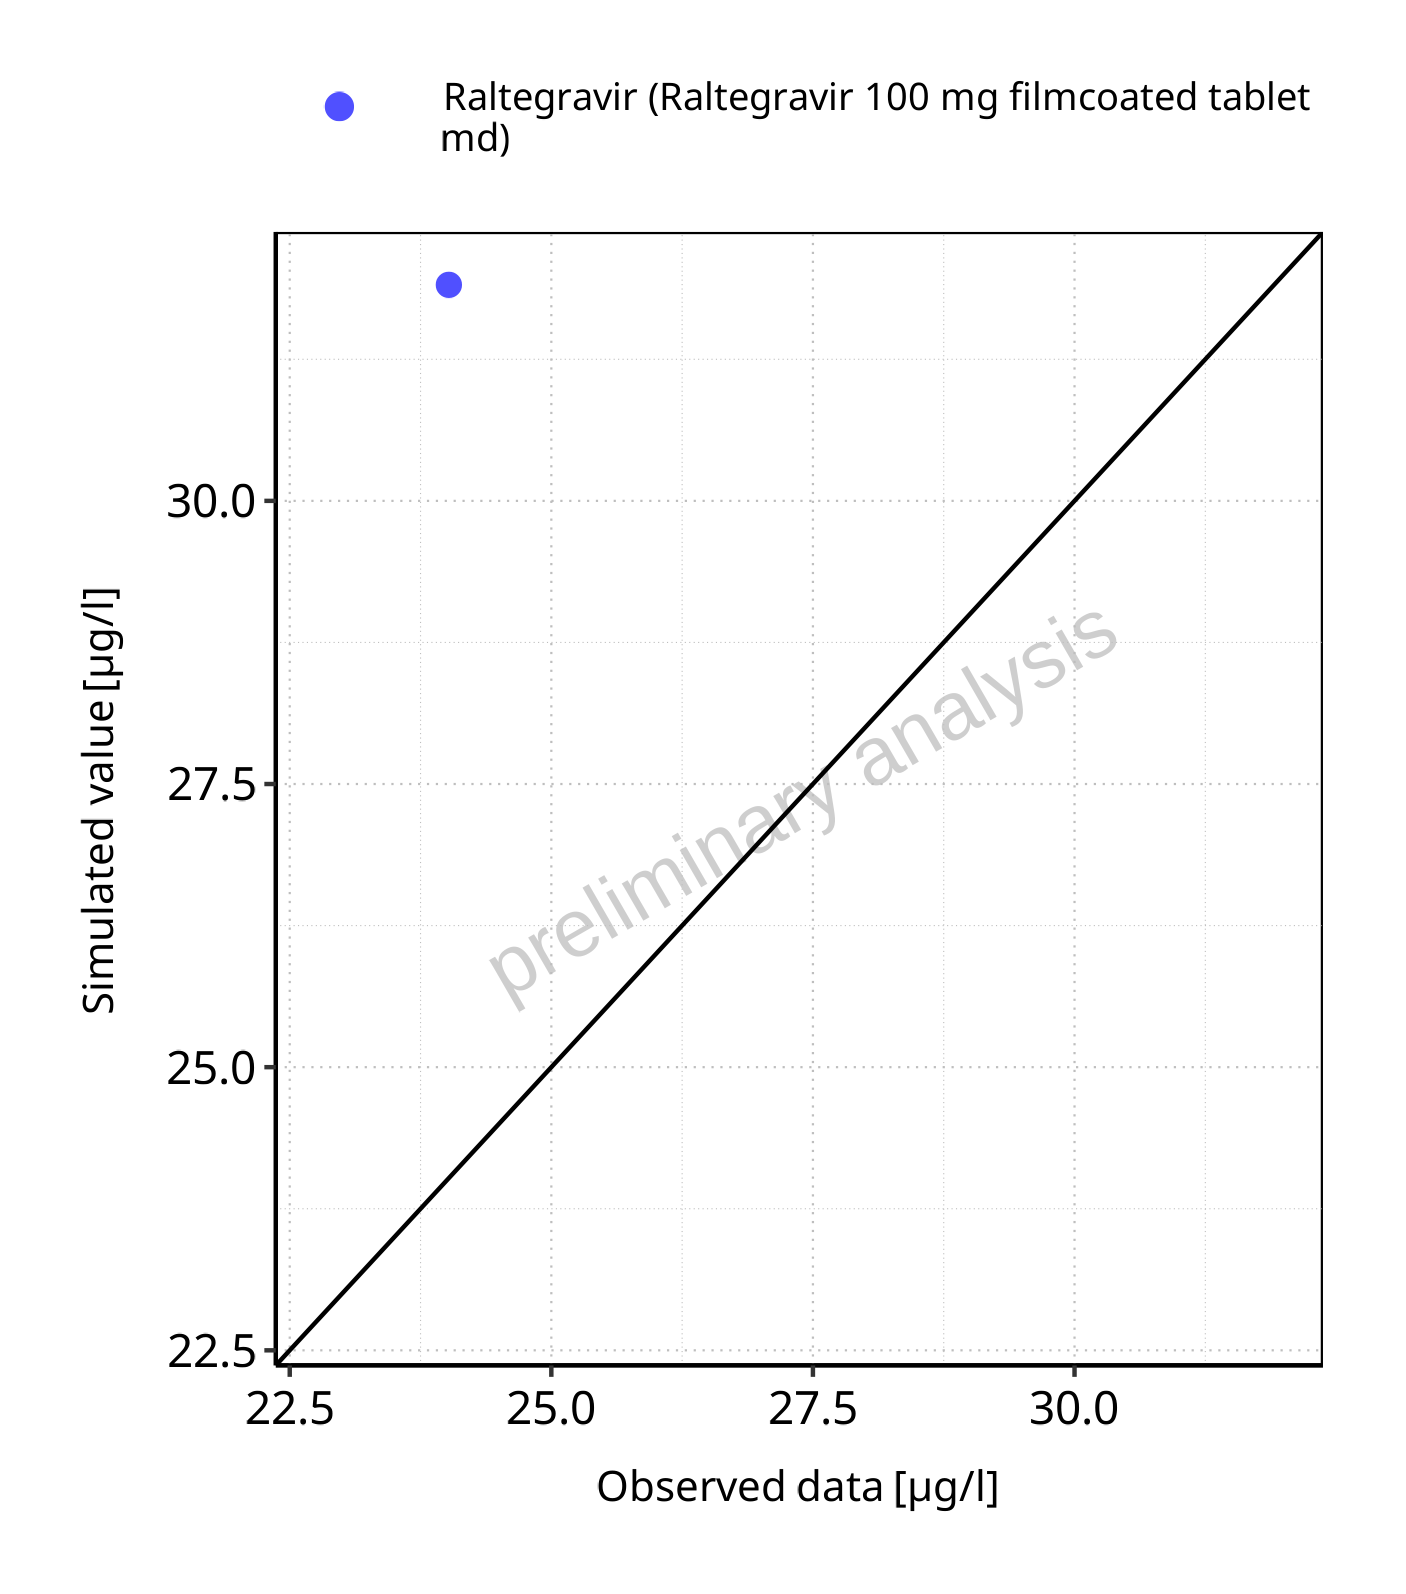 Raltegravir (Raltegravir 100 mg filmcoated tablet
md)
30.0
27.5
25.0
22.5
Simulated value [µg/l]
preliminary analysis
22.5 25.0 27.5 30.0
Observed data [µg/l]